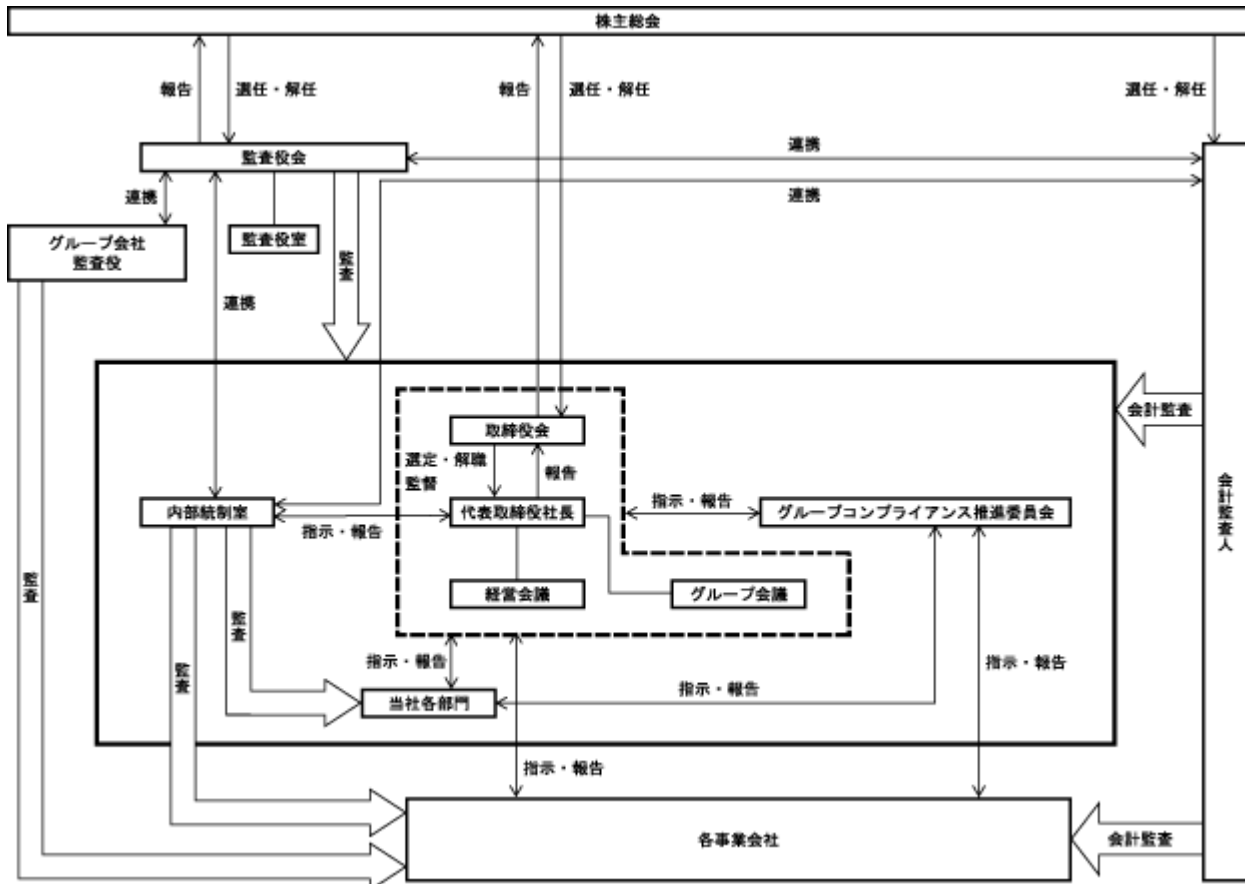 株主総会
報告
選任・解任
報告
選任・解任
選任・解任
監査役会
連携
連携
連携
グループ会社
監査役
監査役室
監査
連携
会計監査
取締役会
選定・解職
監督
報告
内部統制室
指示・報告
代表取締役社長
指示・報告
グループコンプライアンス推進委員会
会計監査人
経営会議
グループ会議
監査
監査
監査
指示・報告
指示・報告
指示・報告
当社各部門
指示・報告
各事業会社
会計監査